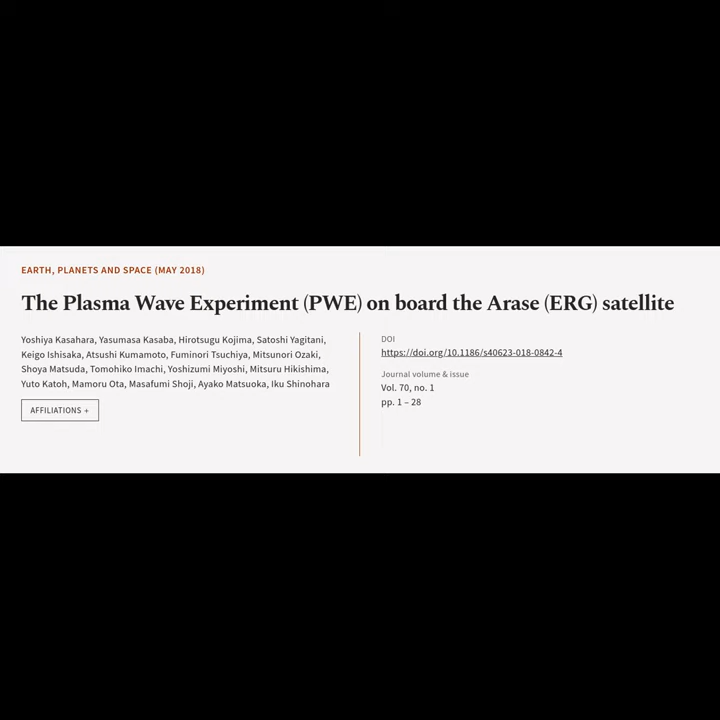 EARTH, PLANETS AND SPACE (MAY 2018)
The Plasma Wave Experiment (PWE) on board the Arase (ERG) satellite
Yoshiya Kasahara, Yasumasa Kasaba, Hirotsugu Kojima, Satoshi Yagitani,
Keigo Ishisaka, Atsushi Kumamoto, Fuminori Tsuchiya, Mitsunori Ozaki,
Shoya Matsuda, Tomohiko Imachi, Yoshizumi Miyoshi, Mitsuru Hikishima,
Yuto Katoh, Mamoru Ota, Masafumi Shoji, Ayako Matsuoka, Iku Shinohara
AFFILIATIONS +
DOI
https://doi.org/10.1186/s40623-018-0842-4
Journal volume & issue
Vol. 70, no. 1
pp. 1 – 28